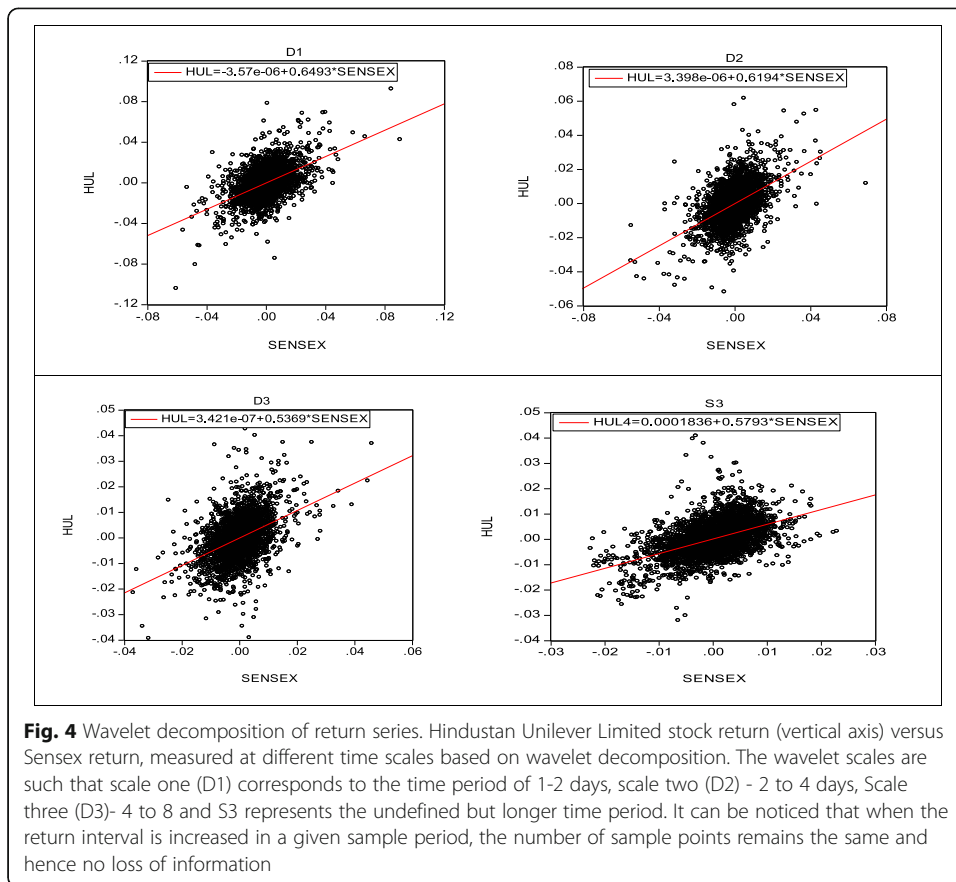 D1
HUL=-3.57e-06+0.6493*SENSEX
.12
.08
.04
.00
-.04
-.08
-.12
HUL
-.08 -.04 .00 .04 .08 .12
SENSEX
D2
HUL=3.398e-06+0.6194*SENSEX
.08
.06
.04
.02
.00
-.02
-.04
-.06
HUL
-.08 -.04 .00 .04 .08
SENSEX
D3
HUL=3.421e-07+0.5369*SENSEX
.05
.04
.03
.02
.01
.00
-.01
-.02
-.03
-.04
HUL
-.04 -.02 .00 .02 .04 .06
SENSEX
S3
HUL4=0.0001836+0.5793*SENSEX
.05
.04
.03
.02
.01
.00
-.01
-.02
-.03
-.04
HUL
-.03 -.02 -.01 .00 .01 .02 .03
SENSEX
Fig. 4 Wavelet decomposition of return series. Hindustan Unilever Limited stock return (vertical axis) versus
Sensex return, measured at different time scales based on wavelet decomposition. The wavelet scales are
such that scale one (D1) corresponds to the time period of 1-2 days, scale two (D2) - 2 to 4 days, Scale
three (D3)- 4 to 8 and S3 represents the undefined but longer time period. It can be noticed that when the
return interval is increased in a given sample period, the number of sample points remains the same and
hence no loss of information